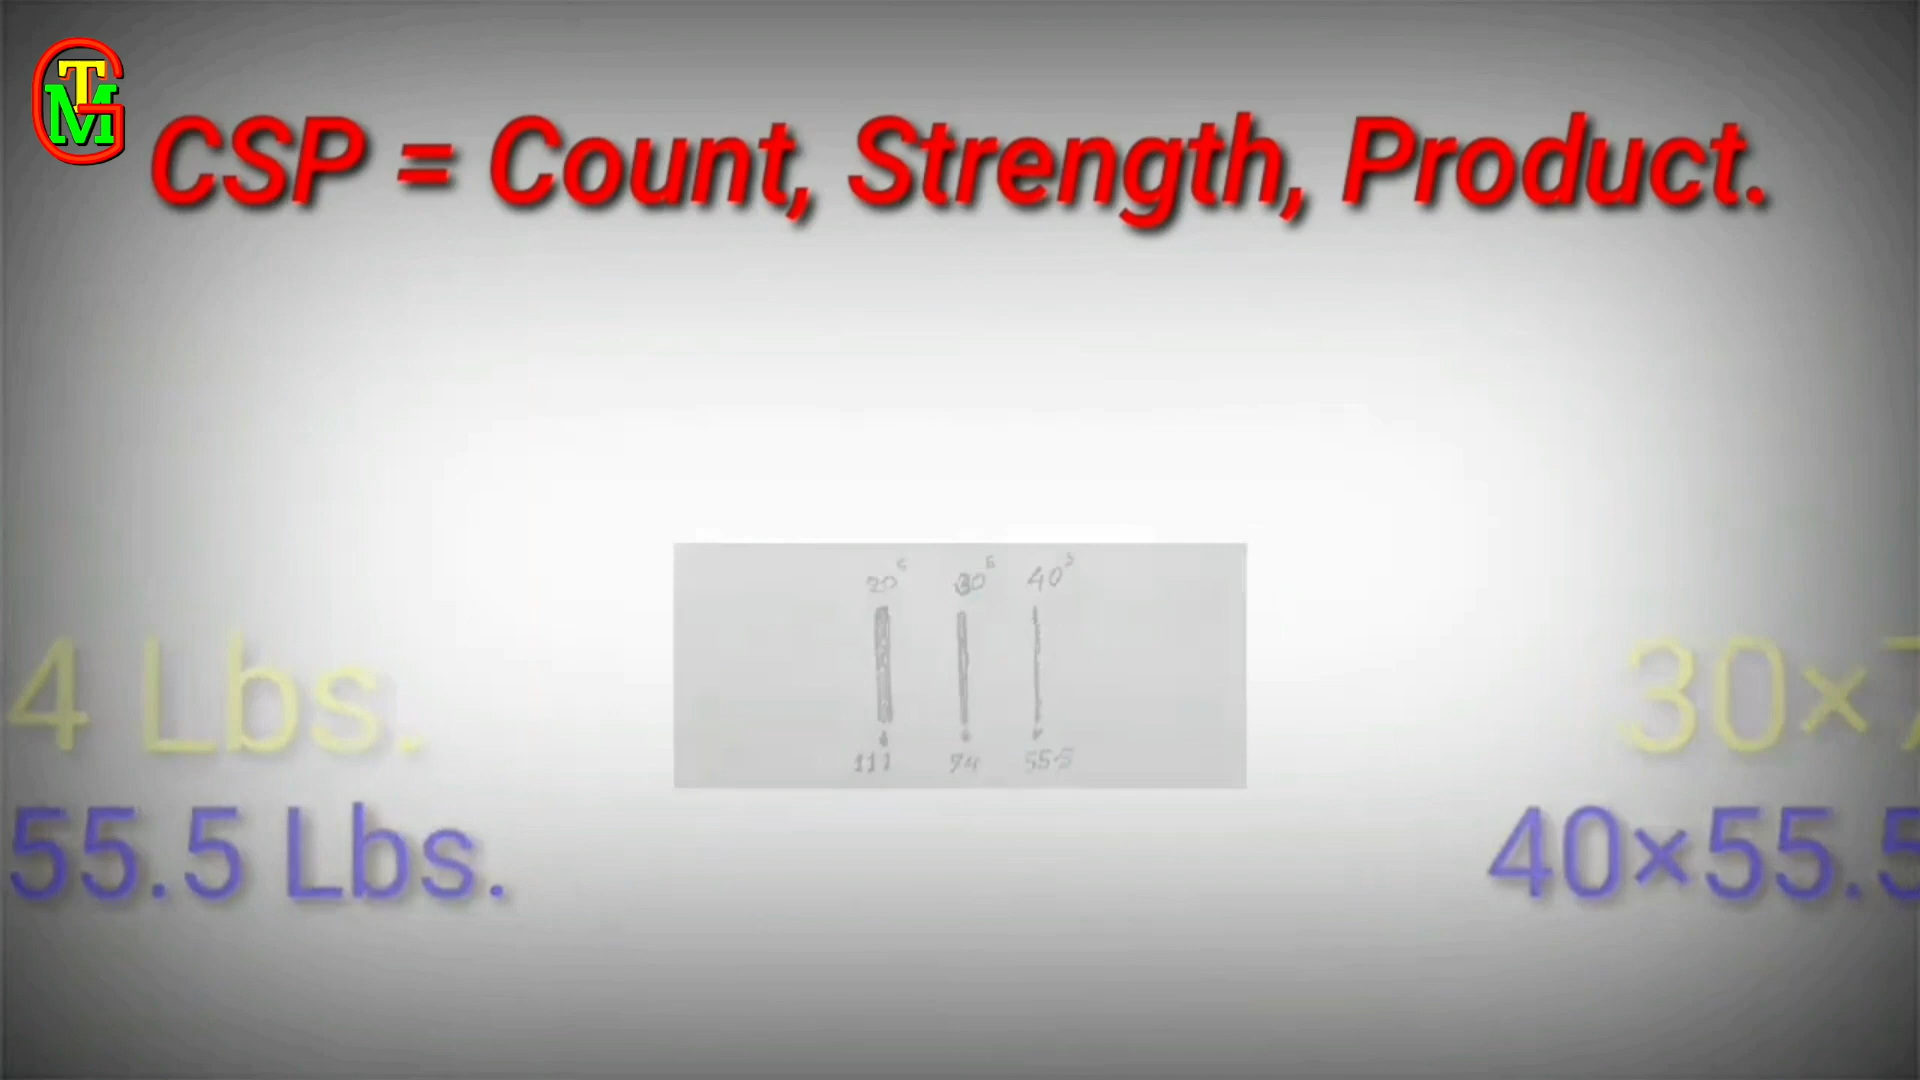 GTM
CSP = Count, Strength, Product.
20s 30s 40s
111 74 55.5
4 Lbs. 30×7
55.5 Lbs. 40×55.5